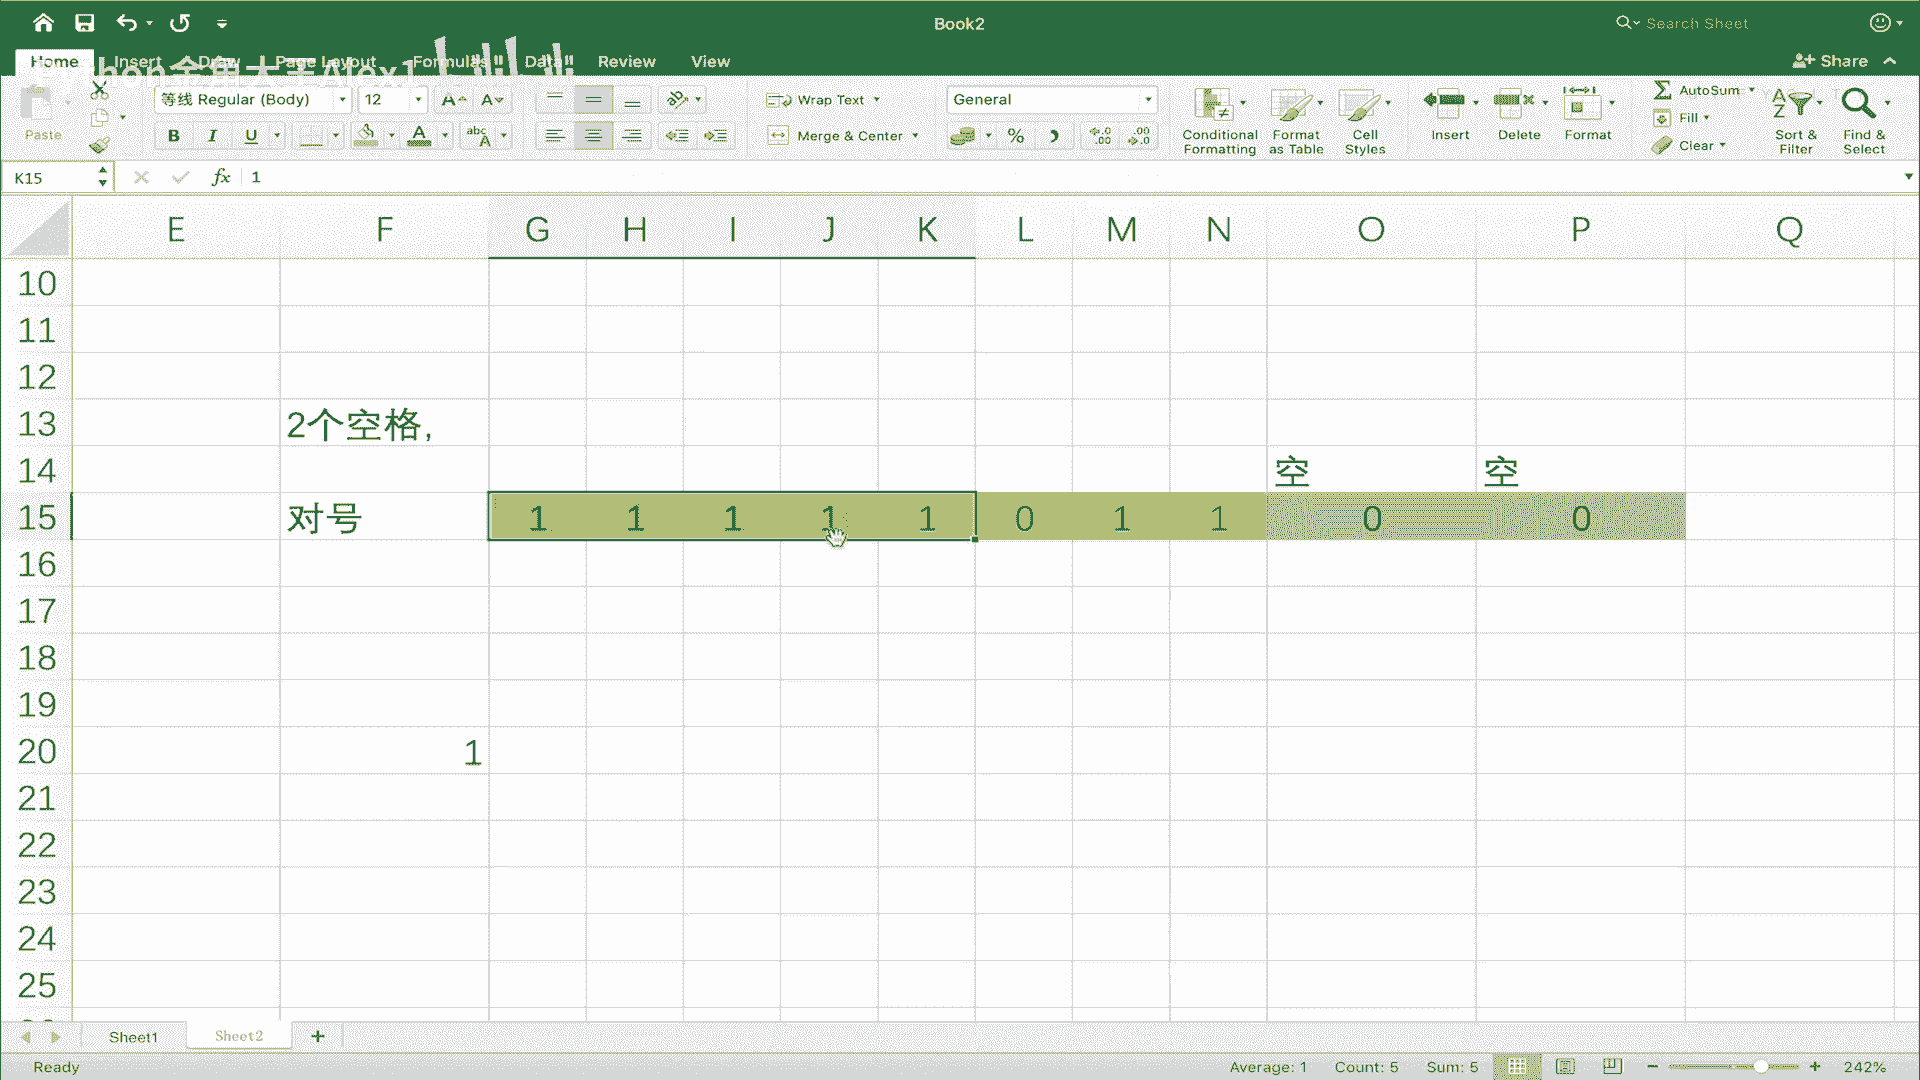 Book2
Search Sheet
Home Insert Draw Page Layout Formulas Data Review View
Share
Paste
等线 Regular (Body) 12
Wrap Text
General
Merge & Center
Conditional Formatting
Format as Table
Cell Styles
Insert
Delete
Format
AutoSum
Fill
Clear
Sort & Filter
Find & Select
K15 fx 1
E F G H I J K L M N O P Q
10
11
12
13 2个空格,
14 空 空
15 对号 1 1 1 1 1 0 1 1 0 0
16
17
18
19
20 1
21
22
23
24
25
Sheet1 Sheet2
Ready Average: 1 Count: 5 Sum: 5 242%